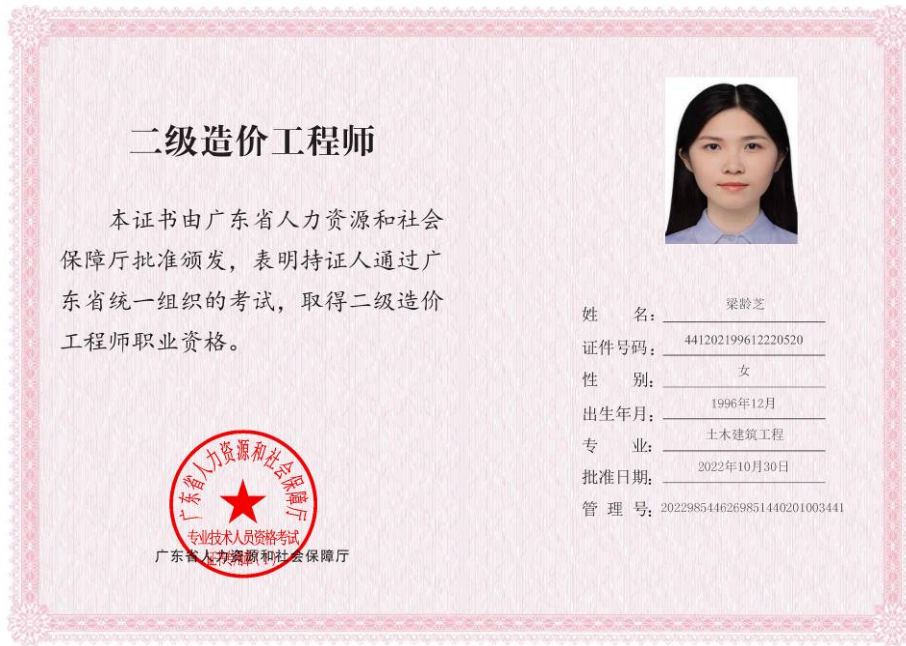 二级造价工程师
本证书由广东省人力资源和社会
保障厅批准颁发，表明持证人通过广
东省统一组织的考试，取得二级造价
工程师职业资格。
姓 名：梁龄芝
证件号码：441202199612220520
性 别：女
出生年月：1996年12月
专 业：土木建筑工程
批准日期：2022年10月30日
管 理 号：20229854462698514402010034​41
广东省人力资源和社会保障厅
专业技术人员资格考试
广东省人力资源和社会保障厅